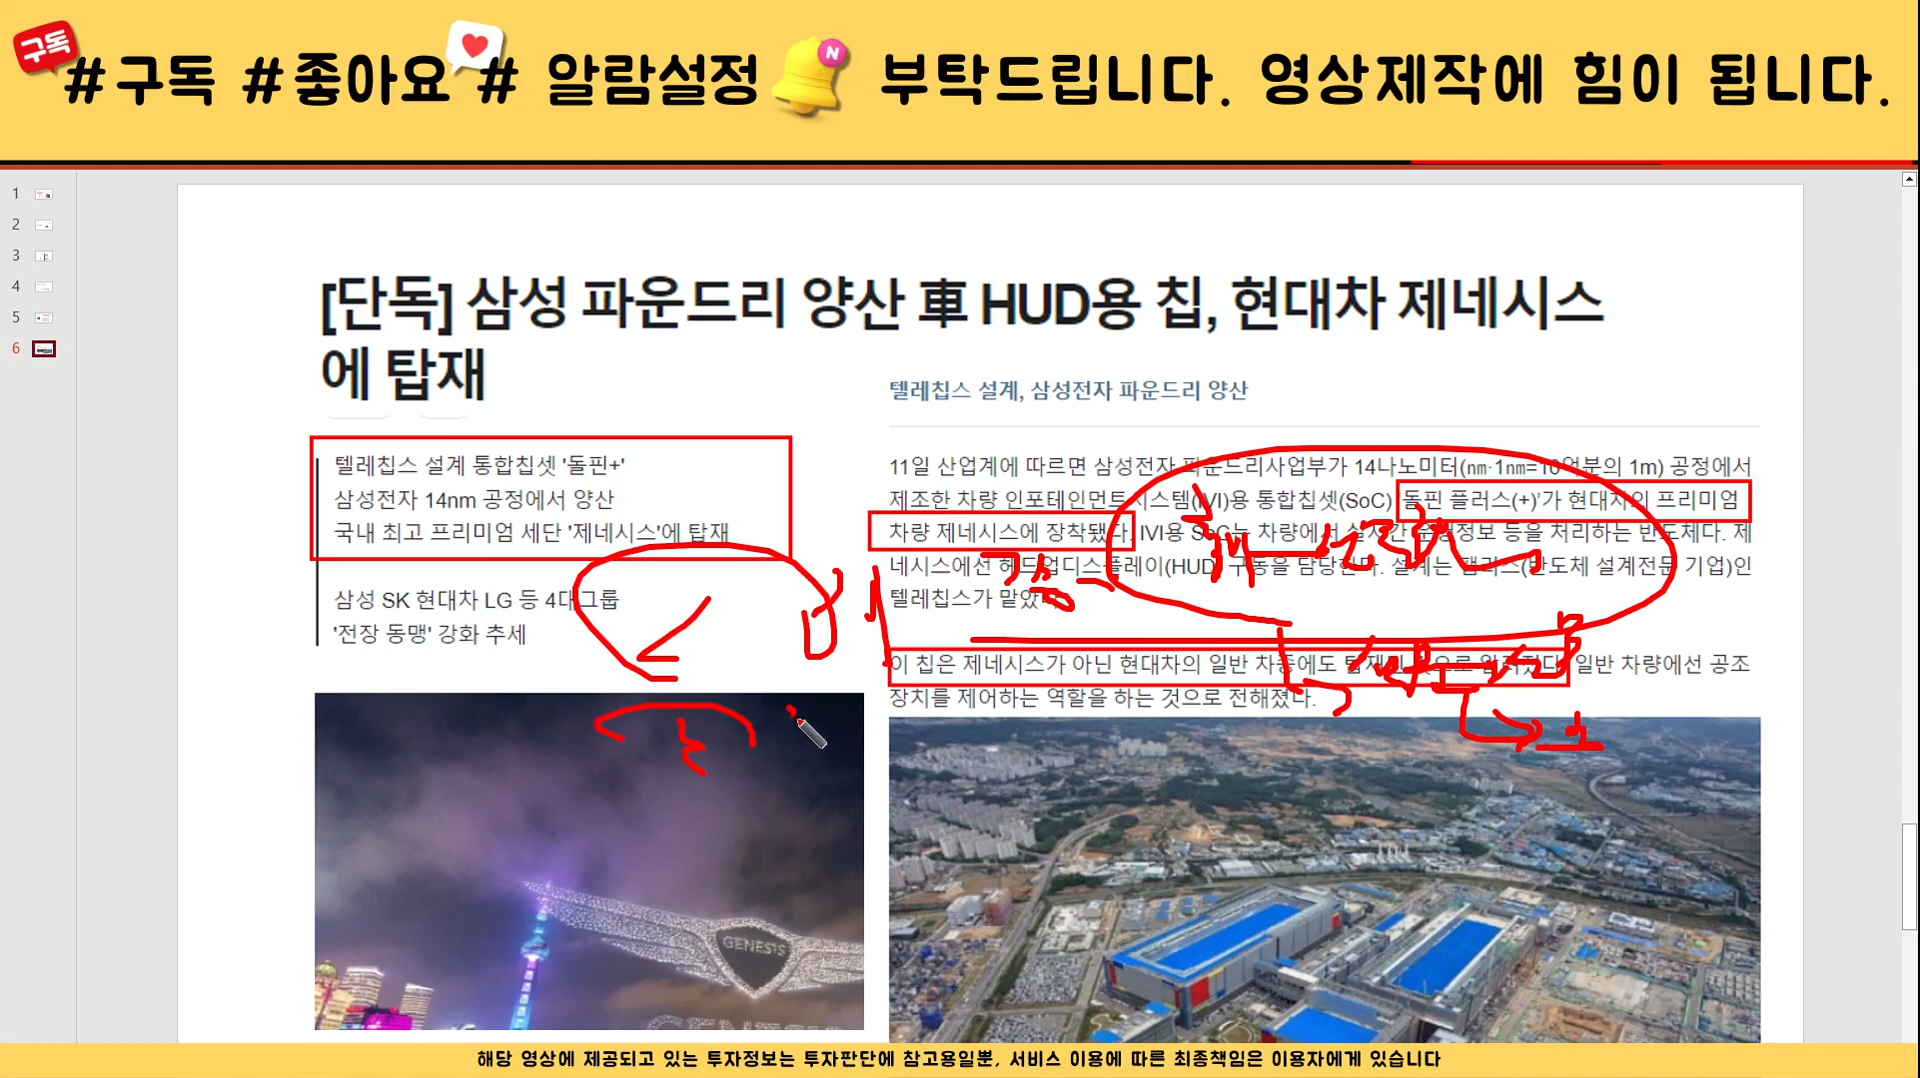 구독
#구독 #좋아요 # 알람설정 N 부탁드립니다. 영상제작에 힘이 됩니다.
1
2
3
4
5
6
[단독] 삼성 파운드리 양산 車 HUD용 칩, 현대차 제네시스
에 탑재
텔레칩스 설계 통합칩셋 '돌핀+'
삼성전자 14nm 공정에서 양산
국내 최고 프리미엄 세단 '제네시스'에 탑재
삼성 SK 현대차 LG 등 4대그룹
'전장 동맹' 강화 추세
텔레칩스 설계, 삼성전자 파운드리 양산
11일 산업계에 따르면 삼성전자 파운드리사업부가 14나노미터(nm·1nm=10억분의 1m) 공정에서
제조한 차량 인포테인먼트시스템(IVI)용 통합칩셋(SoC) '돌핀 플러스(+)'가 현대차의 프리미엄
차량 제네시스에 장착됐다. IVI용 SoC는 차량에서 실시간 운행정보 등을 처리하는 반도체다. 제
네시스에선 헤드업디스플레이(HUD) 구동을 담당한다. 설계는 팹리스(반도체 설계전문 기업)인
텔레칩스가 맡았다
이 칩은 제네시스가 아닌 현대차의 일반 차종에도 탑재 것으로 알려졌다. 일반 차량에선 공조
장치를 제어하는 역할을 하는 것으로 전해졌다.
GENESIS
GENESIS
해당 영상에 제공되고 있는 투자정보는 투자판단에 참고용일뿐, 서비스 이용에 따른 최종책임은 이용자에게 있습니다